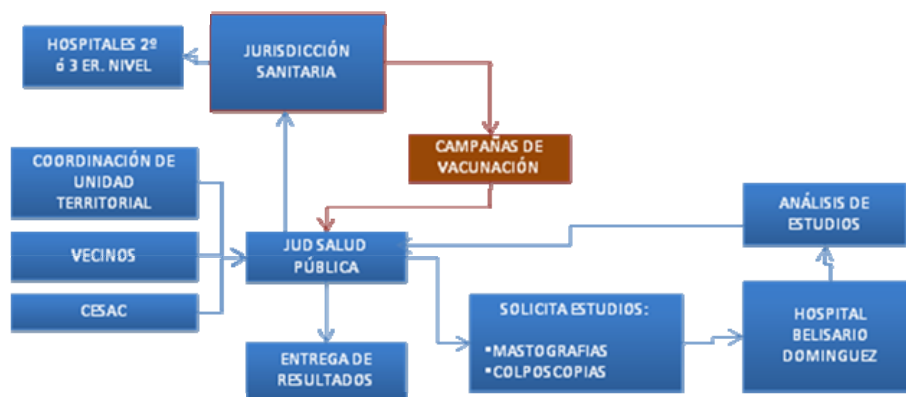 HOSPITALES 2º
ó 3 ER. NIVEL
JURISDICCIÓN
SANITARIA
CAMPAÑAS DE
VACUNACIÓN
COORDINACIÓN DE
UNIDAD
TERRITORIAL
VECINOS
CESAC
JUD SALUD
PÚBLICA
ENTREGA DE
RESULTADOS
SOLICITA ESTUDIOS:
▪MASTOGRAFIAS
▪COLPOSCOPIAS
ANÁLISIS DE
ESTUDIOS
HOSPITAL
BELISARIO
DOMINGUEZ